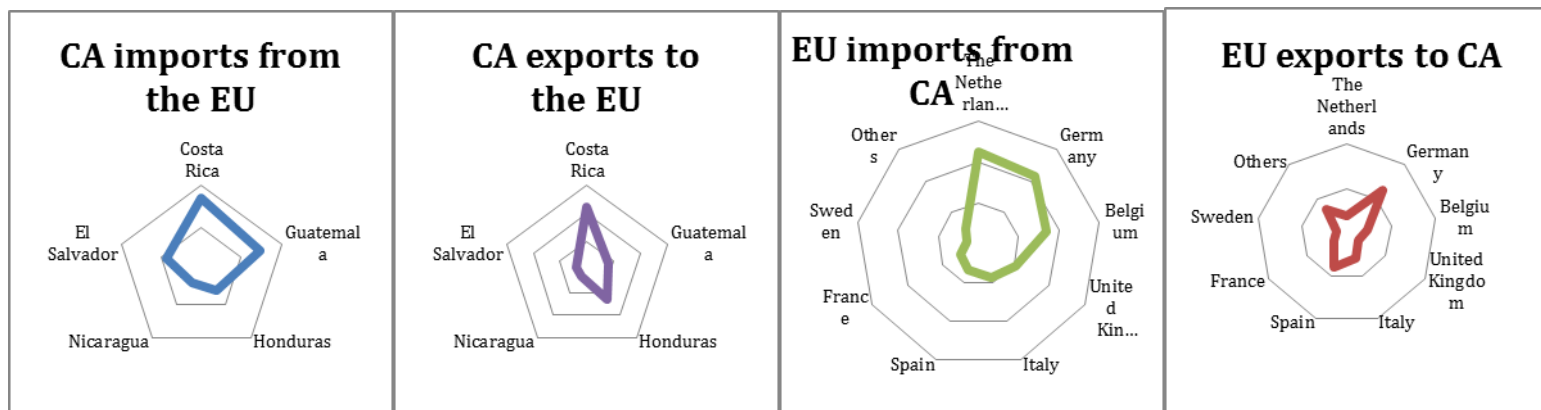 CA imports from
the EU
Costa
Rica
Guatemal
a
Honduras
Nicaragua
El
Salvador
CA exports to
the EU
Costa
Rica
Guatemal
a
Honduras
Nicaragua
El
Salvador
EU imports from
CA
The
Nethe
rlan...
Germ
any
Belgi
um
Unite
d
Kin...
Italy
Spain
Franc
e
Swed
en
Other
s
EU exports to CA
The
Netherl
ands
German
y
Belgiu
m
United
Kingdo
m
Italy
Spain
France
Sweden
Others